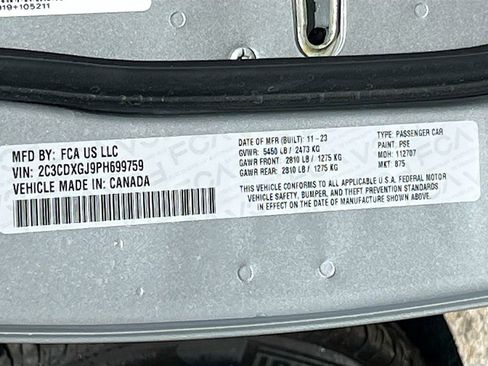 919+105211
MFD BY: FCA US LLC
VIN: 2C3CDXGJ9PH699759
VEHICLE MADE IN: CANADA
DATE OF MFR (BUILT): 11-23
GVWR: 5450 LB / 2473 KG
GAWR FRONT: 2810 LB / 1275 KG
GAWR REAR: 2810 LB / 1275 KG
TYPE: PASSENGER CAR
PAINT: PSE
MDH: 112707
MKT: 875
THIS VEHICLE CONFORMS TO ALL APPLICABLE U.S.A. FEDERAL MOTOR
VEHICLE SAFETY, BUMPER, AND THEFT PREVENTION STANDARDS
IN EFFECT ON THE DATE OF MANUFACTURE SHOWN ABOVE.